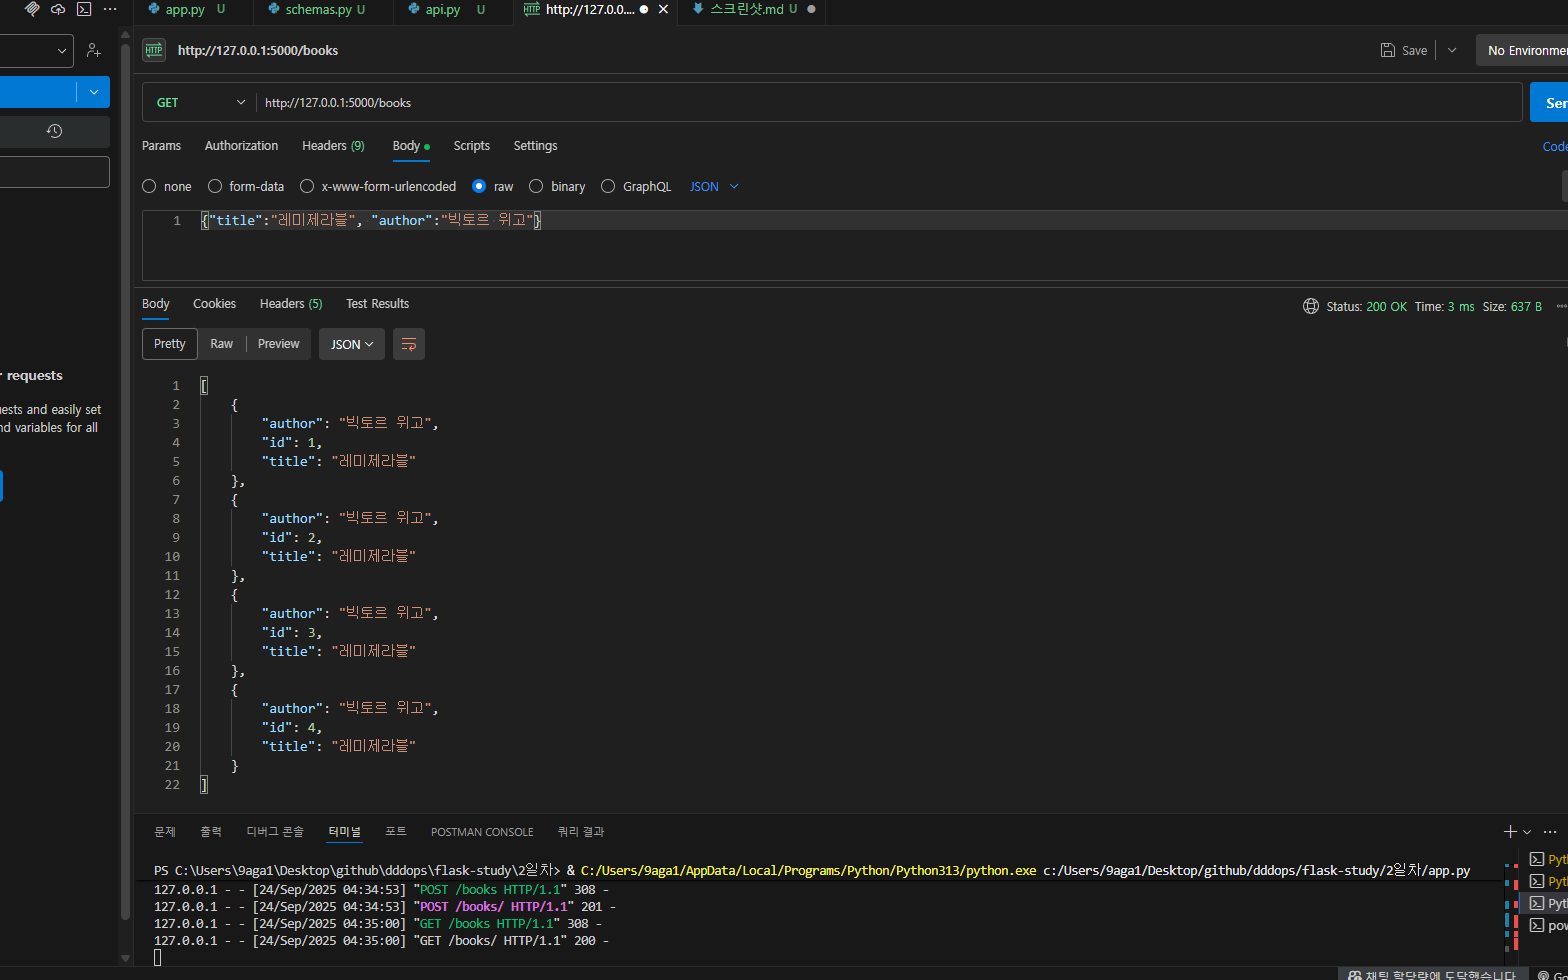 app.py U schemas.py U api.py U http://127.0.0.... 스크린샷.md U
http://127.0.0.1:5000/books Save No Environmen
GET http://127.0.0.1:5000/books Sen
Params Authorization Headers (9) Body Scripts Settings Code
none form-data x-www-form-urlencoded raw binary GraphQL JSON
1 {"title":"레미제라블", "author":"빅토르 위고"}
Body Cookies Headers (5) Test Results Status: 200 OK Time: 3 ms Size: 637 B
Pretty Raw Preview JSON
requests
ests and easily set
nd variables for all
1 [
2 {
3 "author": "빅토르 위고",
4 "id": 1,
5 "title": "레미제라블"
6 },
7 {
8 "author": "빅토르 위고",
9 "id": 2,
10 "title": "레미제라블"
11 },
12 {
13 "author": "빅토르 위고",
14 "id": 3,
15 "title": "레미제라블"
16 },
17 {
18 "author": "빅토르 위고",
19 "id": 4,
20 "title": "레미제라블"
21 }
22 ]
문제 출력 디버그 콘솔 터미널 포트 POSTMAN CONSOLE 쿼리 결과
PS C:\Users\9aga1\Desktop\github\dddops\flask-study\2일차> & C:/Users/9aga1/AppData/Local/Programs/Python/Python313/python.exe c:/Users/9aga1/Desktop/github/dddops/flask-study/2일차/app.py
127.0.0.1 - - [24/Sep/2025 04:34:53] "POST /books HTTP/1.1" 308 -
127.0.0.1 - - [24/Sep/2025 04:34:53] "POST /books/ HTTP/1.1" 201 -
127.0.0.1 - - [24/Sep/2025 04:35:00] "GET /books HTTP/1.1" 308 -
127.0.0.1 - - [24/Sep/2025 04:35:00] "GET /books/ HTTP/1.1" 200 -
Pyth
Pyth
Pyth
pow
채팅 할당량에 도달했습니다 Go